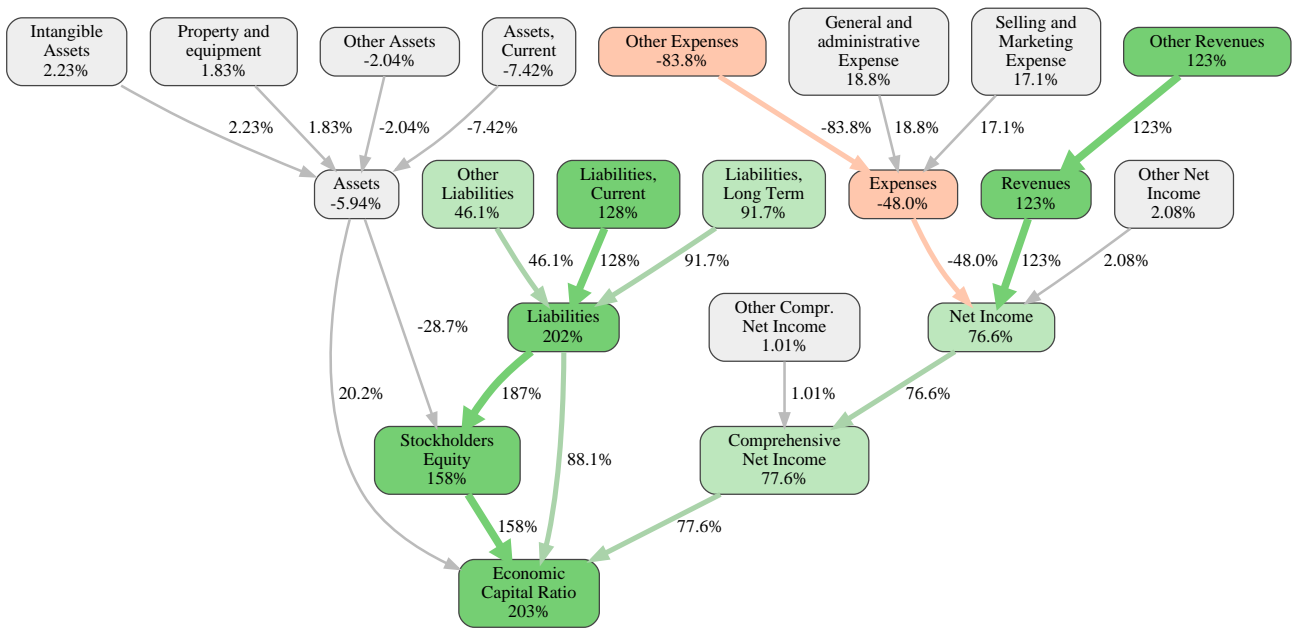 Intangible
Assets
2.23%
Property and
equipment
1.83%
Other Assets
-2.04%
Assets,
Current
-7.42%
Other Expenses
-83.8%
General and
administrative
Expense
18.8%
Selling and
Marketing
Expense
17.1%
Other Revenues
123%
2.23%
1.83%
-2.04%
-7.42%
-83.8%
18.8%
17.1%
123%
Assets
-5.94%
Other
Liabilities
46.1%
Liabilities,
Current
128%
Liabilities,
Long Term
91.7%
Expenses
-48.0%
Revenues
123%
Other Net
Income
2.08%
46.1%
128%
91.7%
-48.0%
123%
2.08%
Liabilities
202%
Other Compr.
Net Income
1.01%
Net Income
76.6%
-28.7%
20.2%
187%
1.01%
76.6%
Stockholders
Equity
158%
88.1%
Comprehensive
Net Income
77.6%
158%
77.6%
Economic
Capital Ratio
203%